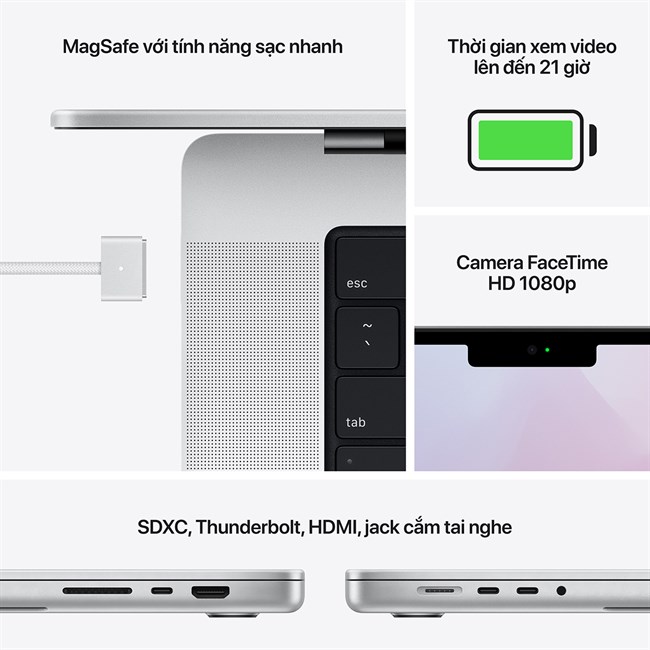 MagSafe với tính năng sạc nhanh
Thời gian xem video
lên đến 21 giờ
Camera FaceTime
HD 1080p
esc
~
`
tab
SDXC, Thunderbolt, HDMI, jack cắm tai nghe